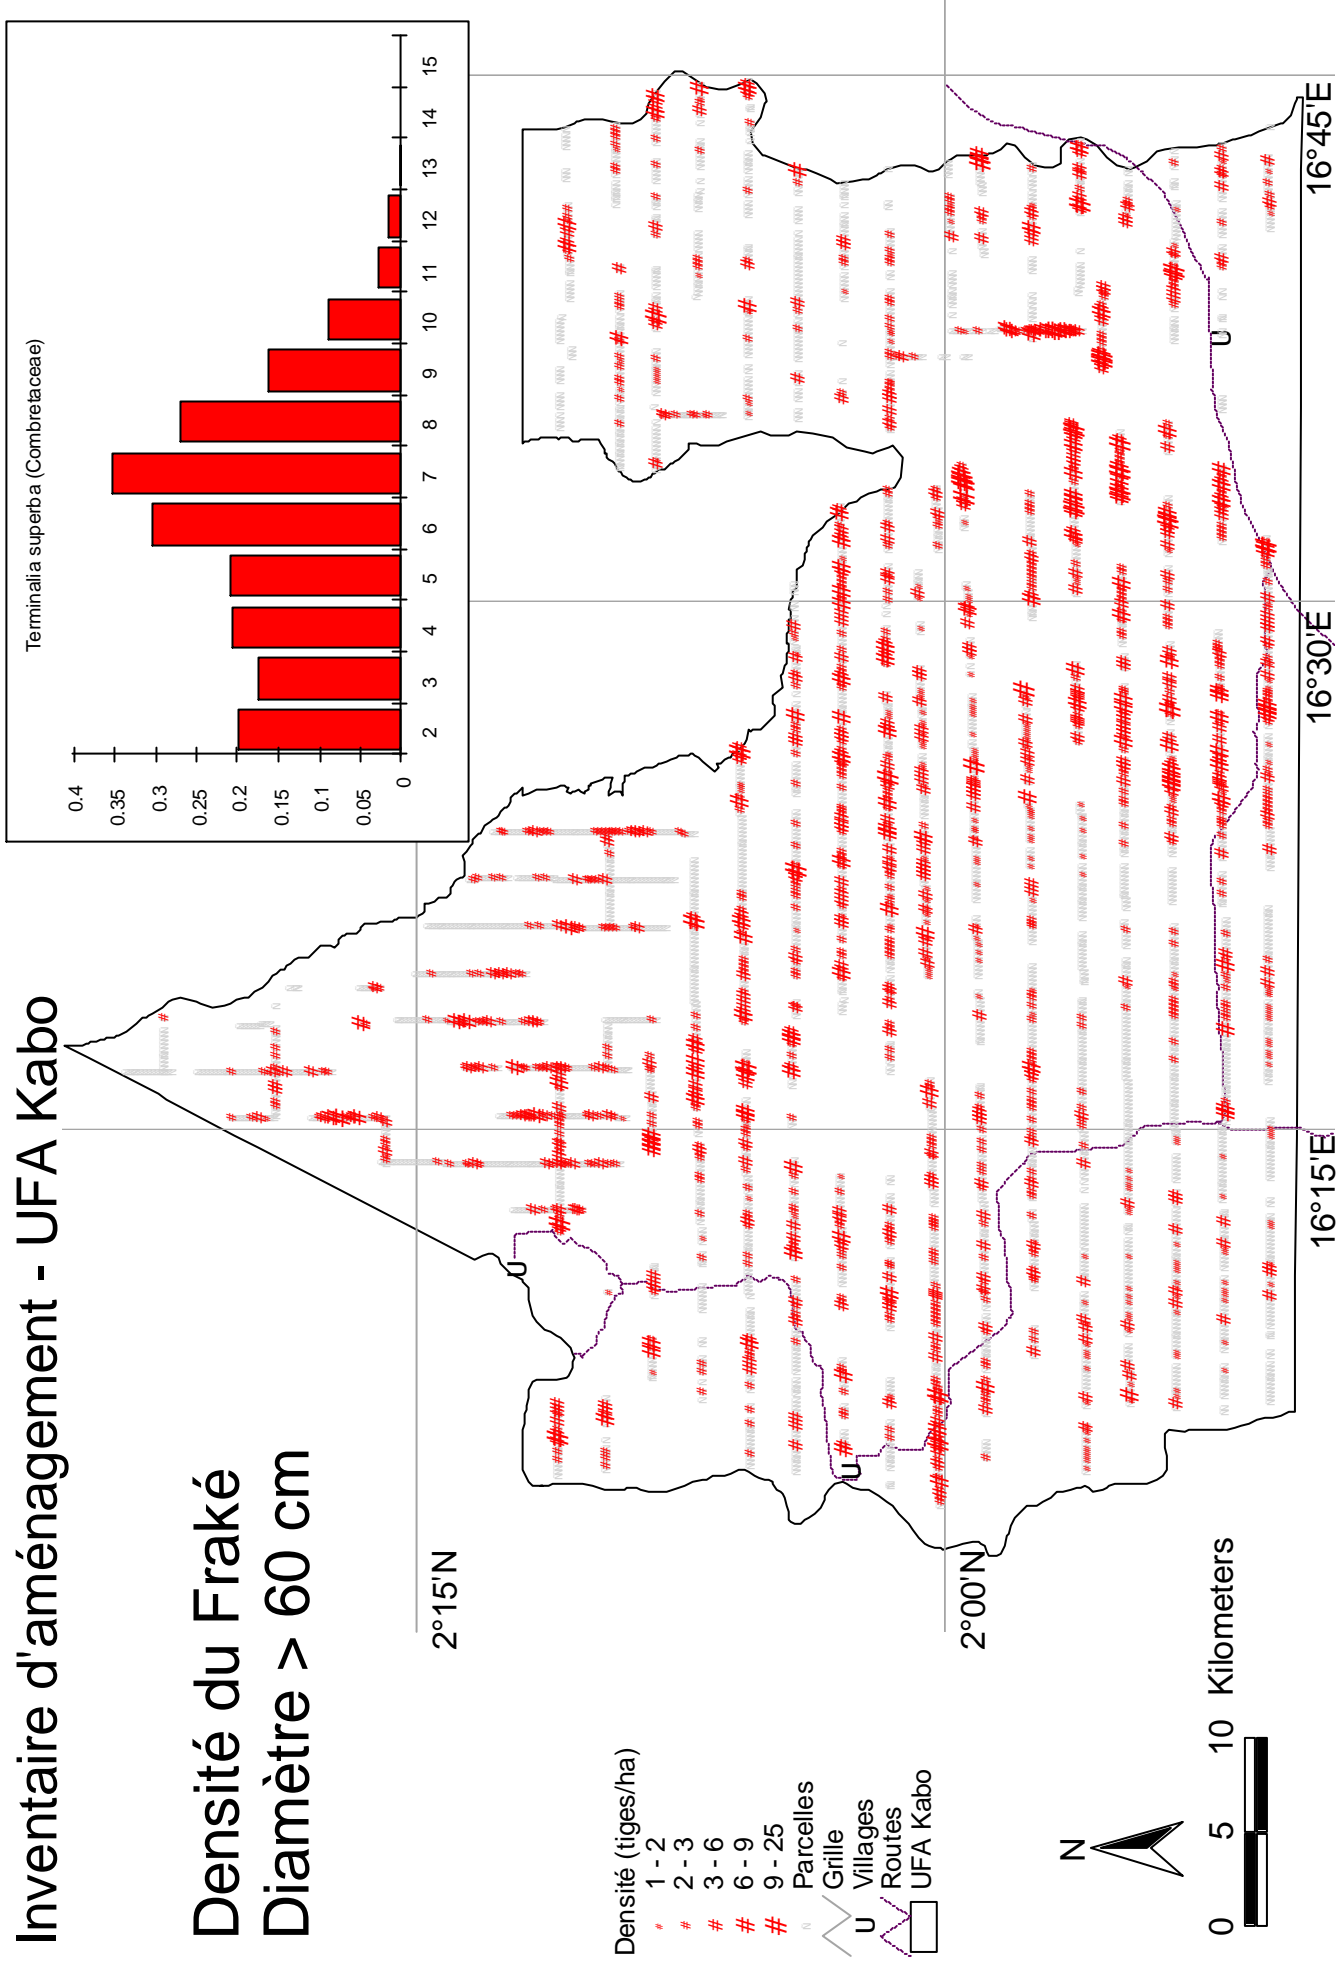 Inventaire d'aménagement - UFA Kabo
Densité du Fraké
Diamètre > 60 cm
Terminalia superba (Combretaceae)
0.4
0.35
0.3
0.25
0.2
0.15
0.1
0.05
0
2 3 4 5 6 7 8 9 10 11 12 13 14 15
2°15'N
2°00'N
16°15'E
16°30'E
16°45'E
U
U
U
Densité (tiges/ha)
1 - 2
2 - 3
3 - 6
6 - 9
9 - 25
Parcelles
Grille
U Villages
Routes
UFA Kabo
N
0 5 10 Kilometers